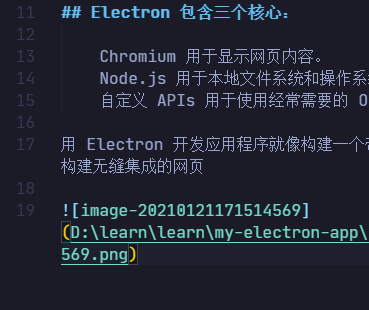 11 ## Electron 包含三个核心：
12
13 Chromium 用于显示网页内容。
14 Node.js 用于本地文件系统和操作系
15 自定义 APIs 用于使用经常需要的 O
16
17 用 Electron 开发应用程序就像构建一个
构建无缝集成的网页
18
19 ![image-20210121171514569]
(D:\learn\learn\my-electron-app\
569.png)